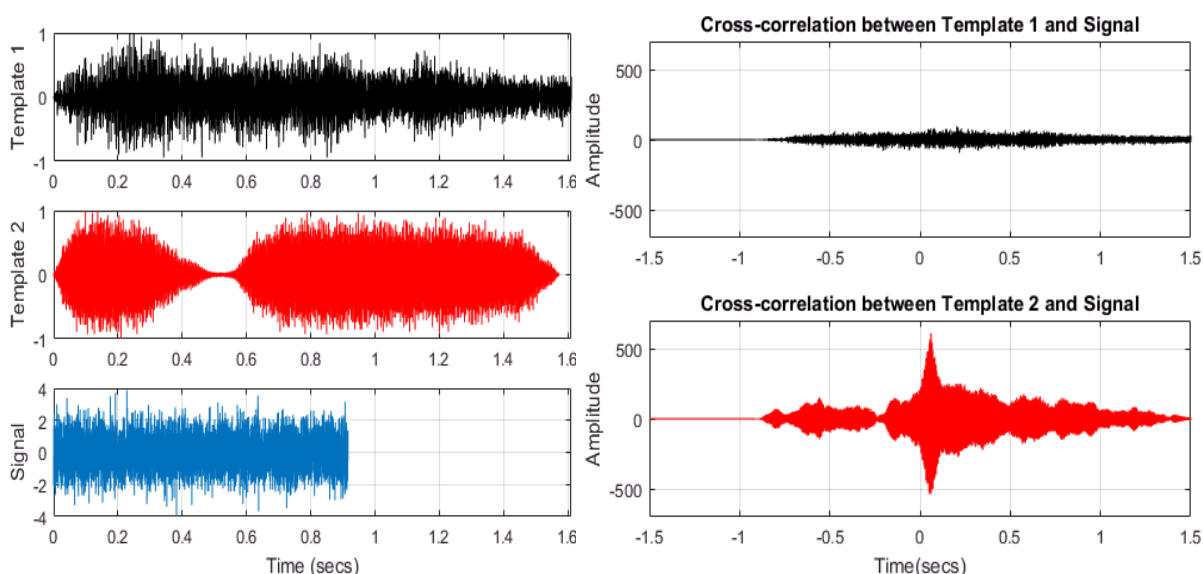 Template 1
1
0
-1
0 0.2 0.4 0.6 0.8 1 1.2 1.4 1.6
Template 2
1
0
-1
0 0.2 0.4 0.6 0.8 1 1.2 1.4 1.6
Signal
4
2
0
-2
-4
0 0.2 0.4 0.6 0.8 1 1.2 1.4 1.6
Time (secs)
Cross-correlation between Template 1 and Signal
Amplitude
500
0
-500
-1.5 -1 -0.5 0 0.5 1 1.5
Cross-correlation between Template 2 and Signal
Amplitude
500
0
-500
-1.5 -1 -0.5 0 0.5 1 1.5
Time(secs)